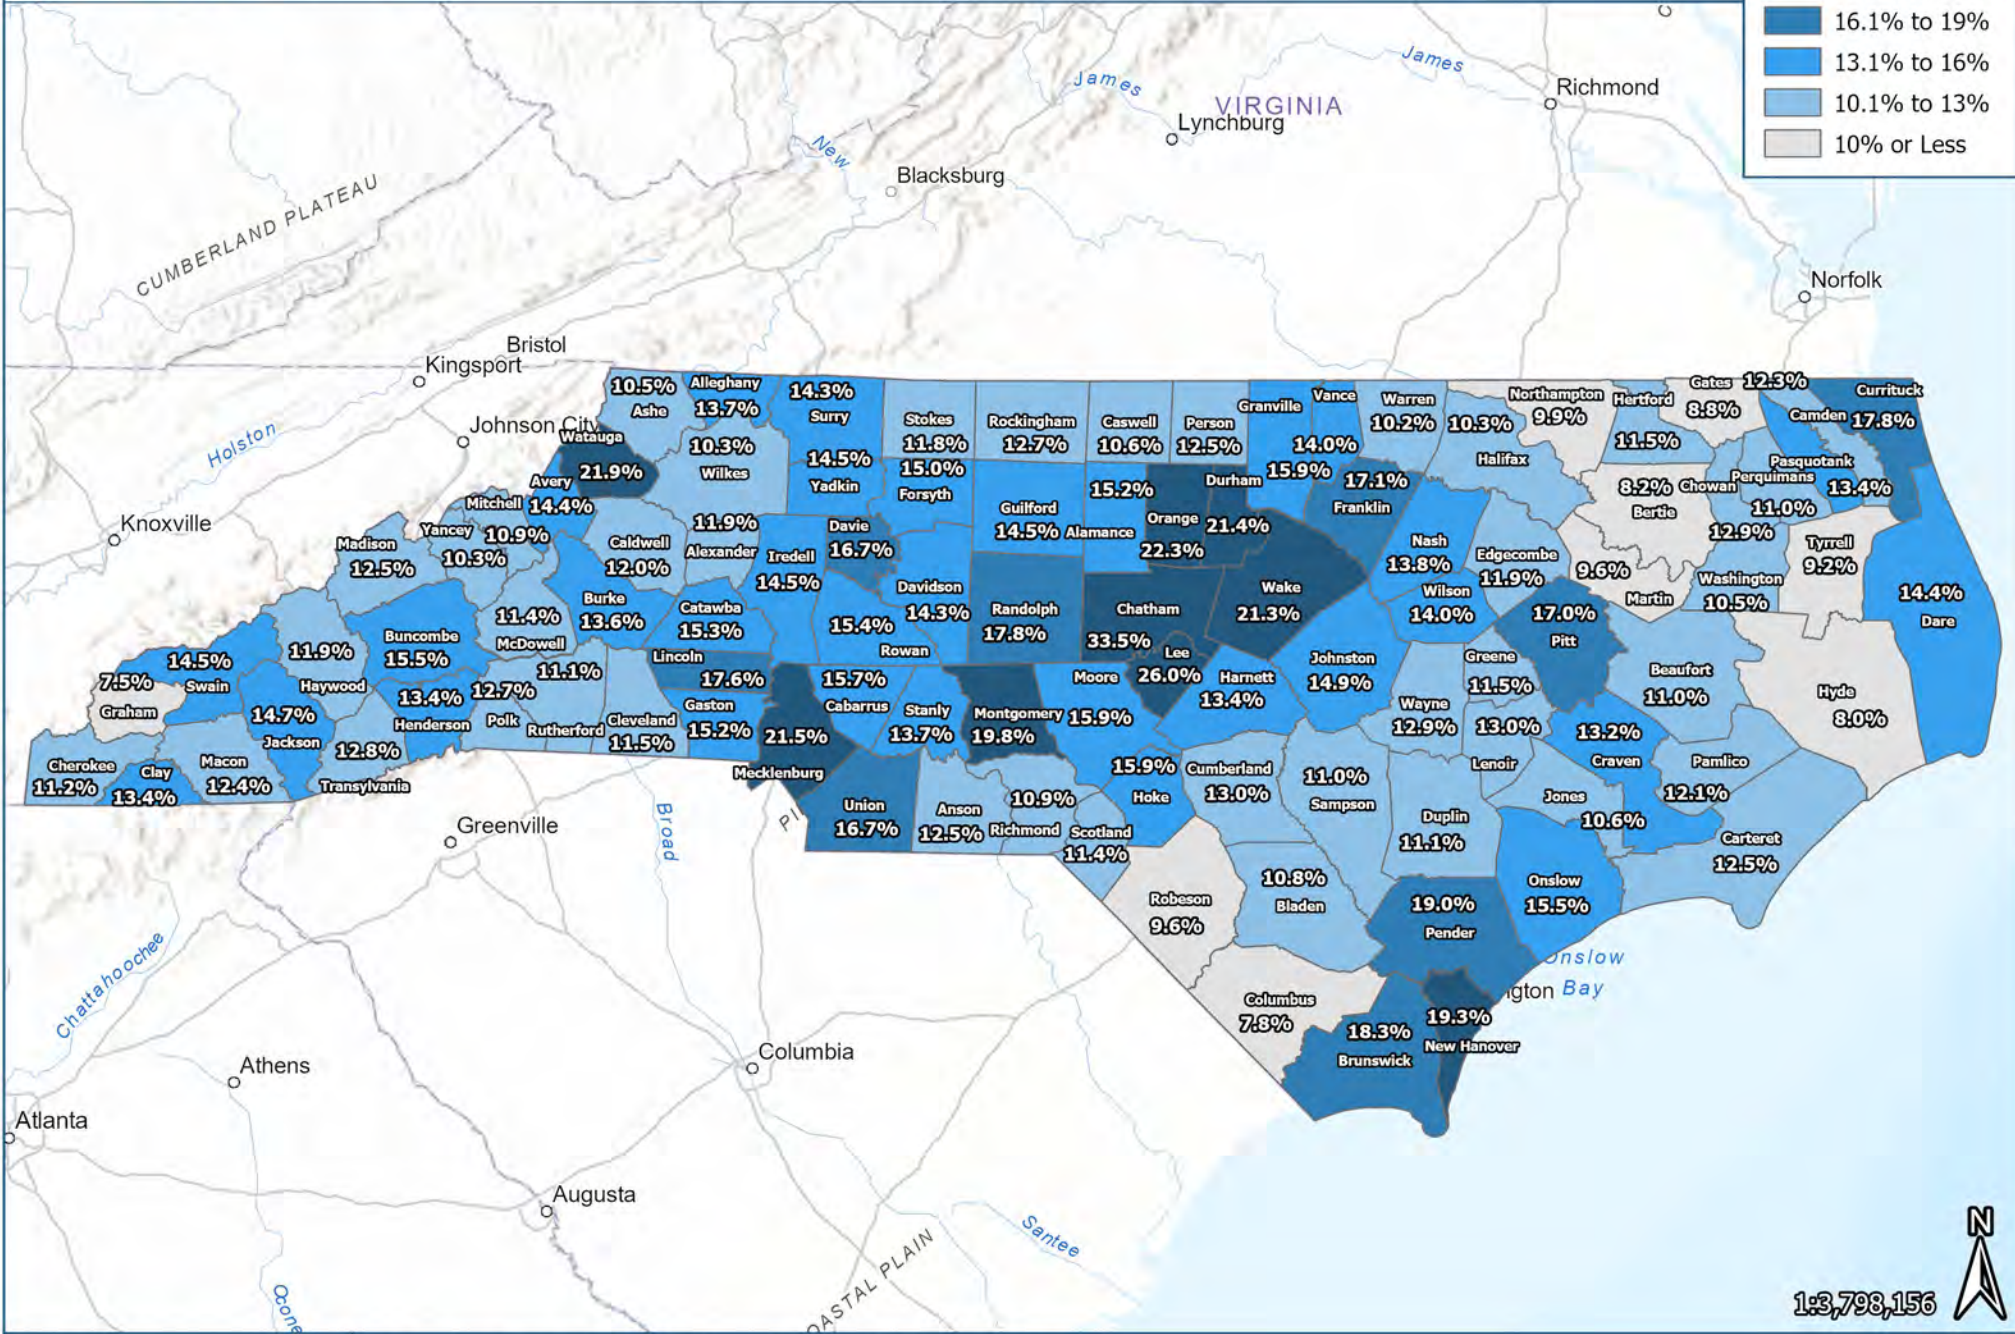 16.1% to 19%
13.1% to 16%
10.1% to 13%
10% or Less
James
James
Richmond
VIRGINIA
Lynchburg
New
Blacksburg
CUMBERLAND PLATEAU
Norfolk
Bristol
Kingsport
Johnson City
Holston
Knoxville
10.5%
Ashe
Alleghany
13.7%
14.3%
Surry
Stokes
11.8%
Rockingham
12.7%
Caswell
10.6%
Person
12.5%
Granville
15.9%
Vance
14.0%
Warren
10.2%
10.3%
Halifax
Northampton
9.9%
Hertford
11.5%
Gates
8.8%
12.3%
Camden
Currituck
17.8%
Watauga
21.9%
10.3%
Wilkes
14.5%
Yadkin
15.0%
Forsyth
Guilford
14.5%
15.2%
Alamance
Orange
22.3%
Durham
21.4%
17.1%
Franklin
8.2%
Bertie
Chowan
12.9%
Perquimans
11.0%
Pasquotank
13.4%
Avery
14.4%
Mitchell
10.9%
Yancey
10.3%
Madison
12.5%
Caldwell
12.0%
11.9%
Alexander
Iredell
14.5%
Davie
16.7%
Davidson
14.3%
Randolph
17.8%
Chatham
33.5%
Wake
21.3%
Nash
13.8%
Edgecombe
11.9%
Wilson
14.0%
9.6%
Martin
Washington
10.5%
Tyrrell
9.2%
14.4%
Dare
Buncombe
15.5%
11.4%
McDowell
Burke
13.6%
Catawba
15.3%
15.4%
Rowan
17.0%
Pitt
14.5%
Swain
7.5%
Graham
11.9%
Haywood
14.7%
Jackson
13.4%
Henderson
12.7%
Polk
11.1%
Rutherford
Cleveland
11.5%
Lincoln
17.6%
Gaston
15.2%
21.5%
Mecklenburg
15.7%
Cabarrus
Stanly
13.7%
Montgomery
19.8%
Moore
15.9%
Lee
26.0%
Harnett
13.4%
Johnston
14.9%
Wayne
12.9%
Greene
11.5%
13.0%
Lenoir
13.2%
Craven
Beaufort
11.0%
Hyde
8.0%
Cherokee
11.2%
Clay
13.4%
Macon
12.4%
12.8%
Transylvania
Union
16.7%
Anson
12.5%
10.9%
Richmond
Scotland
11.4%
15.9%
Hoke
Cumberland
13.0%
11.0%
Sampson
Duplin
11.1%
Jones
10.6%
Pamlico
12.1%
Carteret
12.5%
Greenville
Broad
Robeson
9.6%
10.8%
Bladen
19.0%
Pender
Onslow
15.5%
Onslow
Bay
Columbus
7.8%
18.3%
Brunswick
19.3%
New Hanover
Chattahoochee
Athens
Columbia
Atlanta
Augusta
Santee
N
1:3,798,156